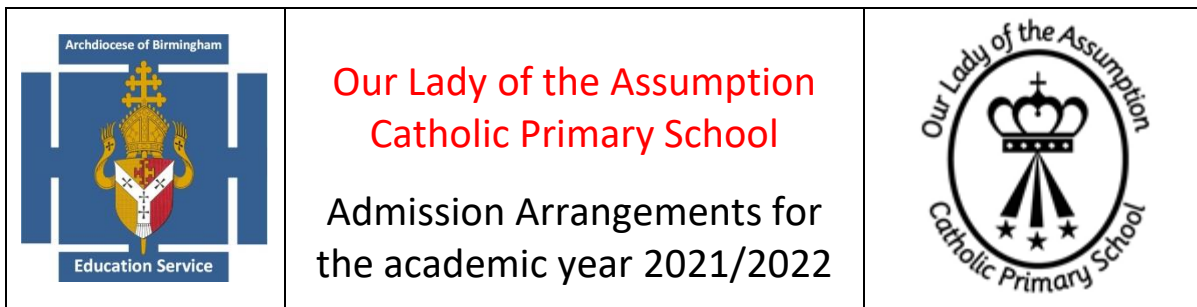 Archdiocese of Birmingham
Education Service
Our Lady of the Assumption
Catholic Primary School
Admission Arrangements for
the academic year 2021/2022
Our Lady of the Assumption
Catholic Primary School